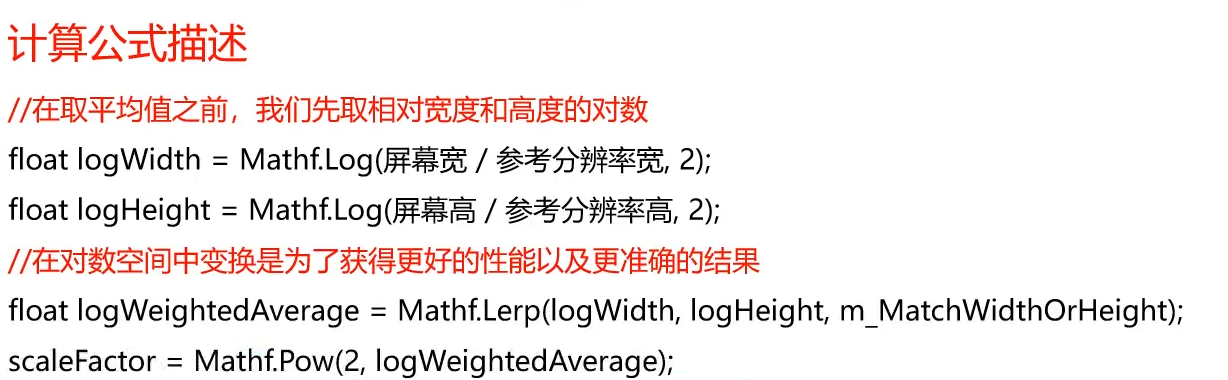 计算公式描述
//在取平均值之前，我们先取相对宽度和高度的对数
float logWidth = Mathf.Log(屏幕宽 / 参考分辨率宽, 2);
float logHeight = Mathf.Log(屏幕高 / 参考分辨率高, 2);
//在对数空间中变换是为了获得更好的性能以及更准确的结果
float logWeightedAverage = Mathf.Lerp(logWidth, logHeight, m_MatchWidthOrHeight);
scaleFactor = Mathf.Pow(2, logWeightedAverage);